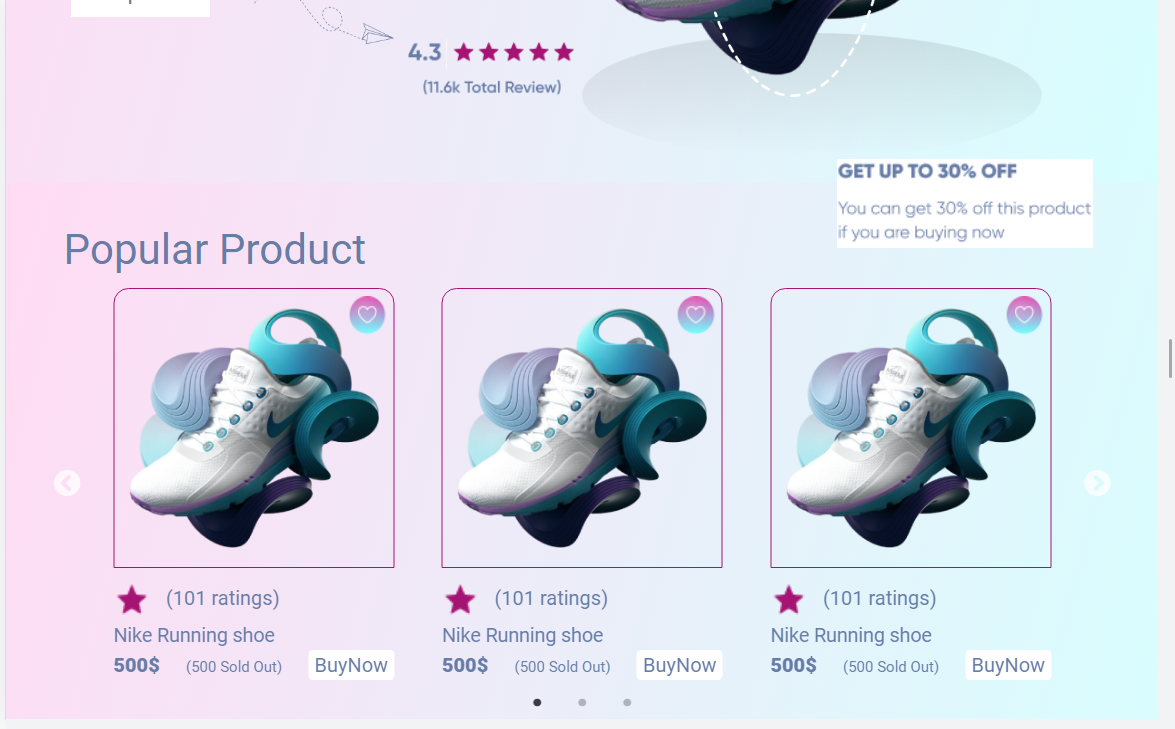 4.3
(11.6k Total Review)
GET UP TO 30% OFF
You can get 30% off this product
if you are buying now
Popular Product
(101 ratings)
(101 ratings)
(101 ratings)
Nike Running shoe
Nike Running shoe
Nike Running shoe
500$ (500 Sold Out) BuyNow
500$ (500 Sold Out) BuyNow
500$ (500 Sold Out) BuyNow